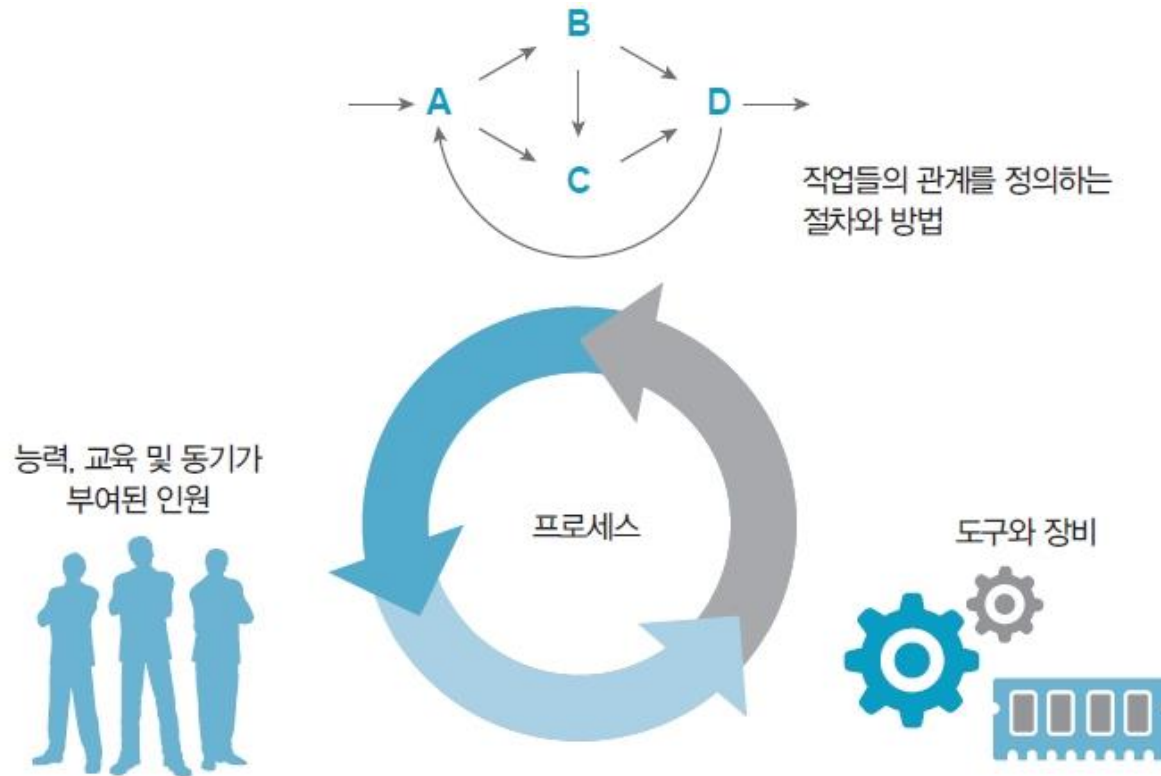 B
A
D
C
작업들의 관계를 정의하는
절차와 방법
능력, 교육 및 동기가
부여된 인원
프로세스
도구와 장비